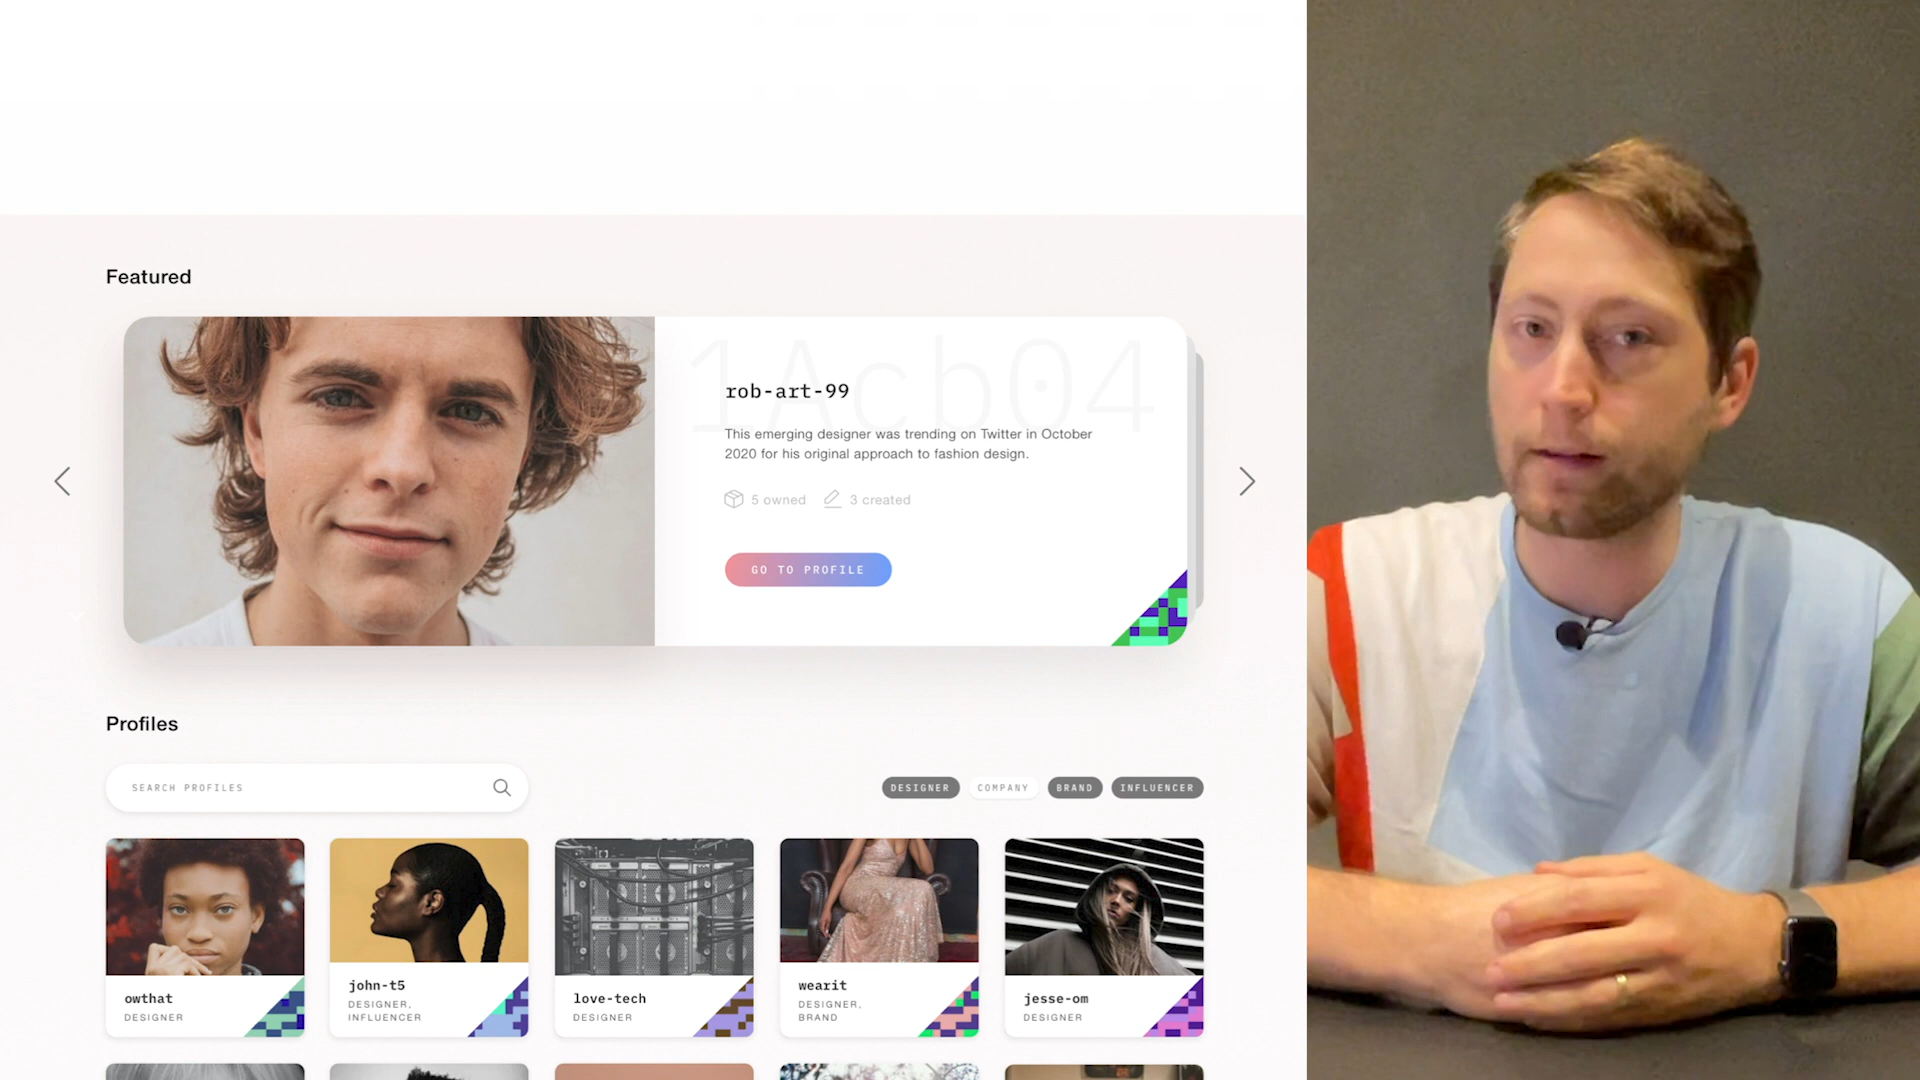 Featured
1Acb04
rob-art-99
This emerging designer was trending on Twitter in October
2020 for his original approach to fashion design.
5 owned 3 created
GO TO PROFILE
Profiles
SEARCH PROFILES
DESIGNER COMPANY BRAND INFLUENCER
owthat
DESIGNER
john-t5
DESIGNER,
INFLUENCER
love-tech
DESIGNER
wearit
DESIGNER,
BRAND
jesse-om
DESIGNER